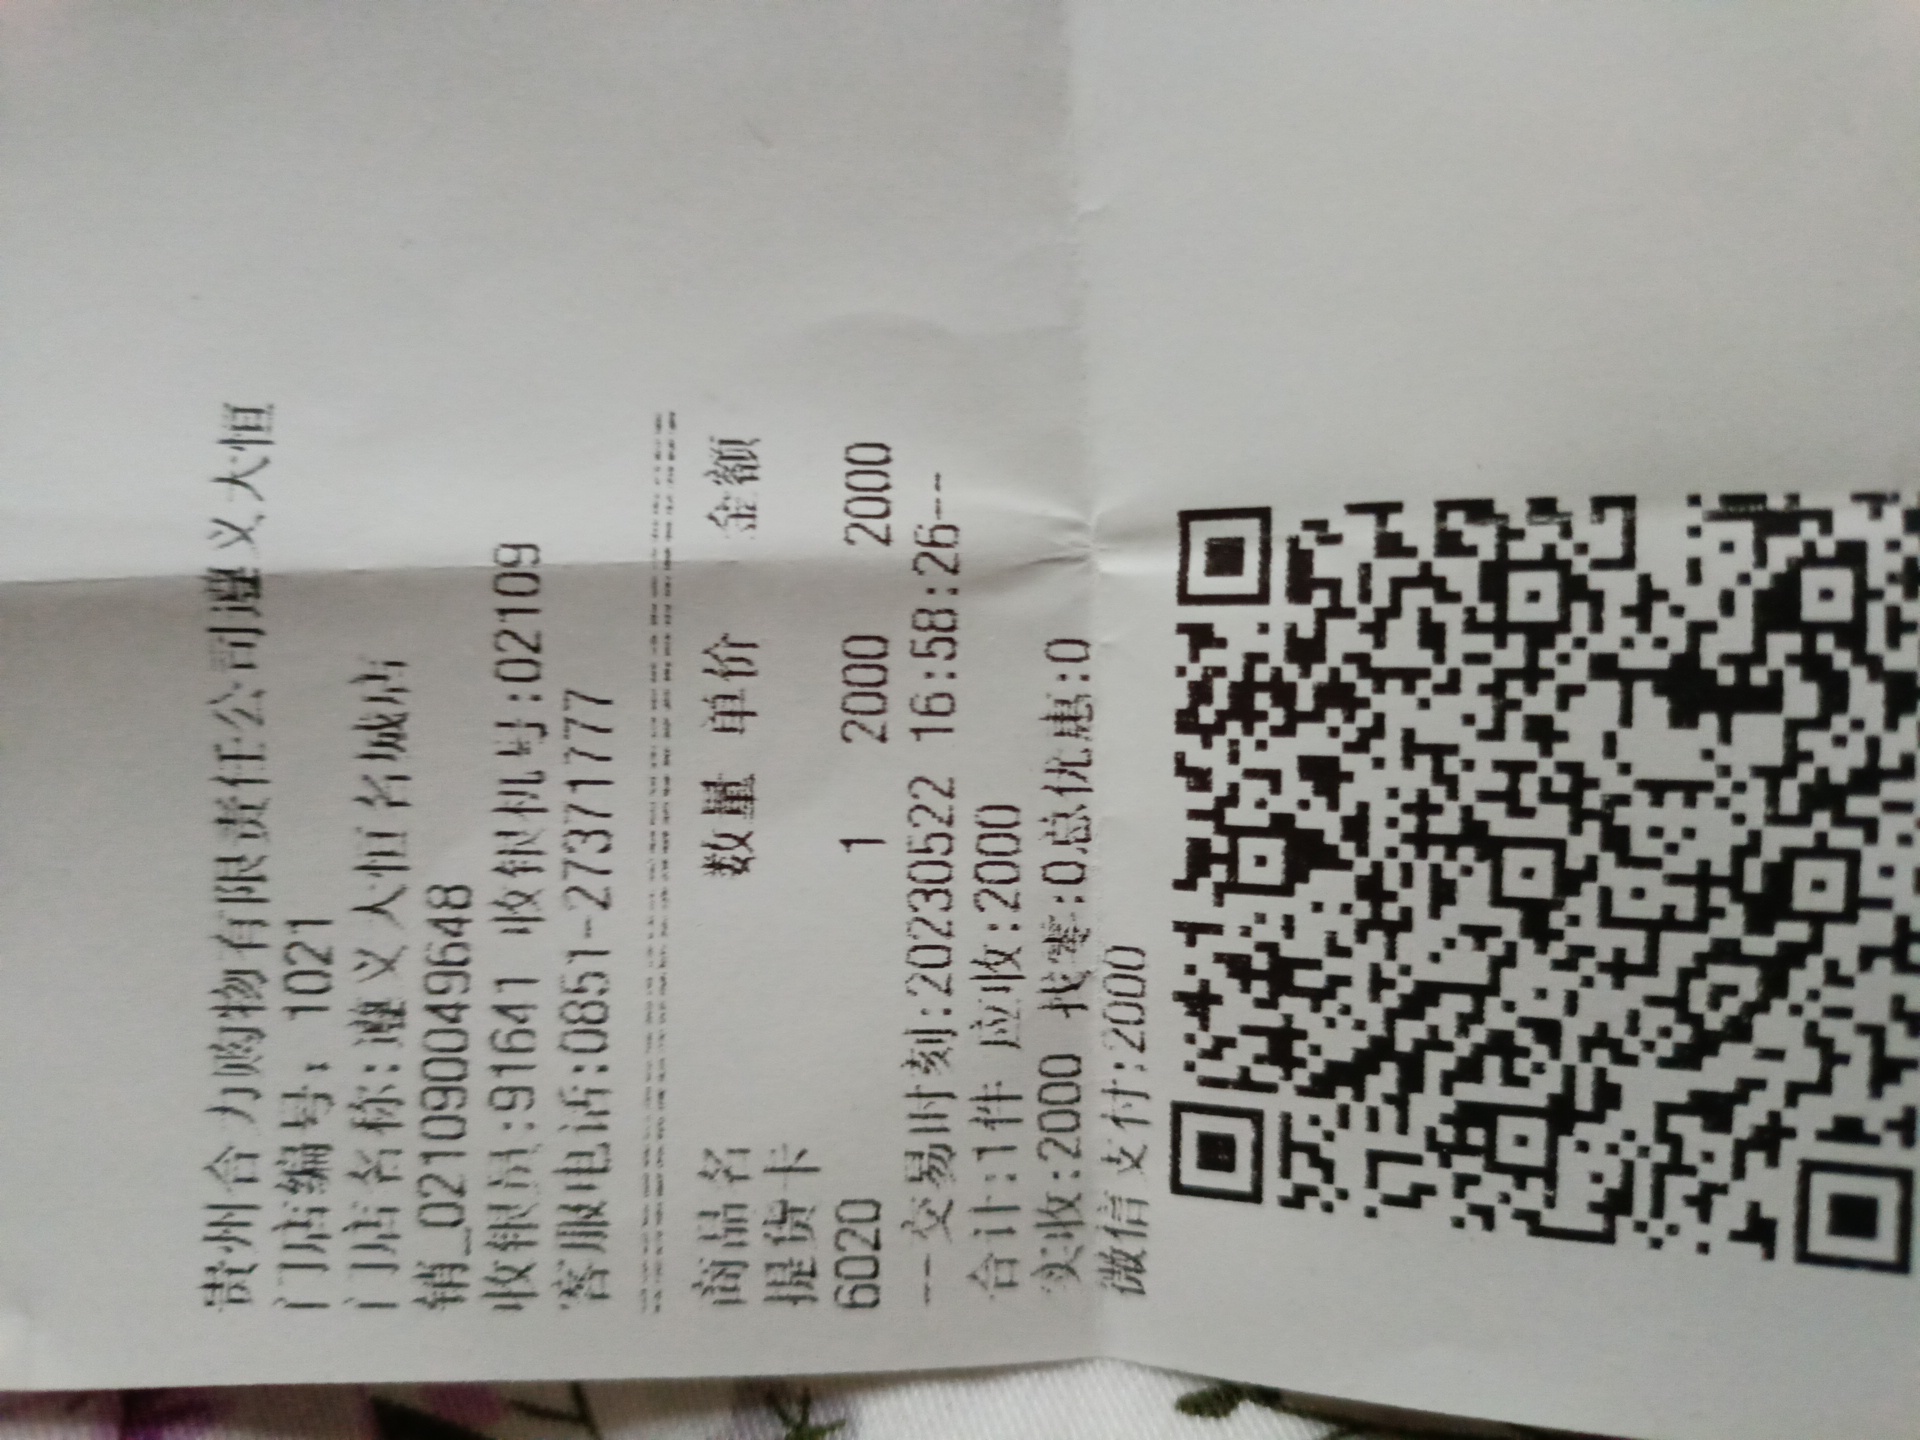 贵州合力购物有限责任公司遵义大恒
门店编号: 1021
门店名称:遵义大恒名城店
销_021090049648
收银员:91641 收银机号:02109
客服电话:0851-27371777
商品名 数量 单价 金额
提货卡
6020 1 2000 2000
--交易时刻:20230522 16:58:26--
合计:1件 应收:2000
实收:2000 找零:0总优惠:0
微信支付:2000